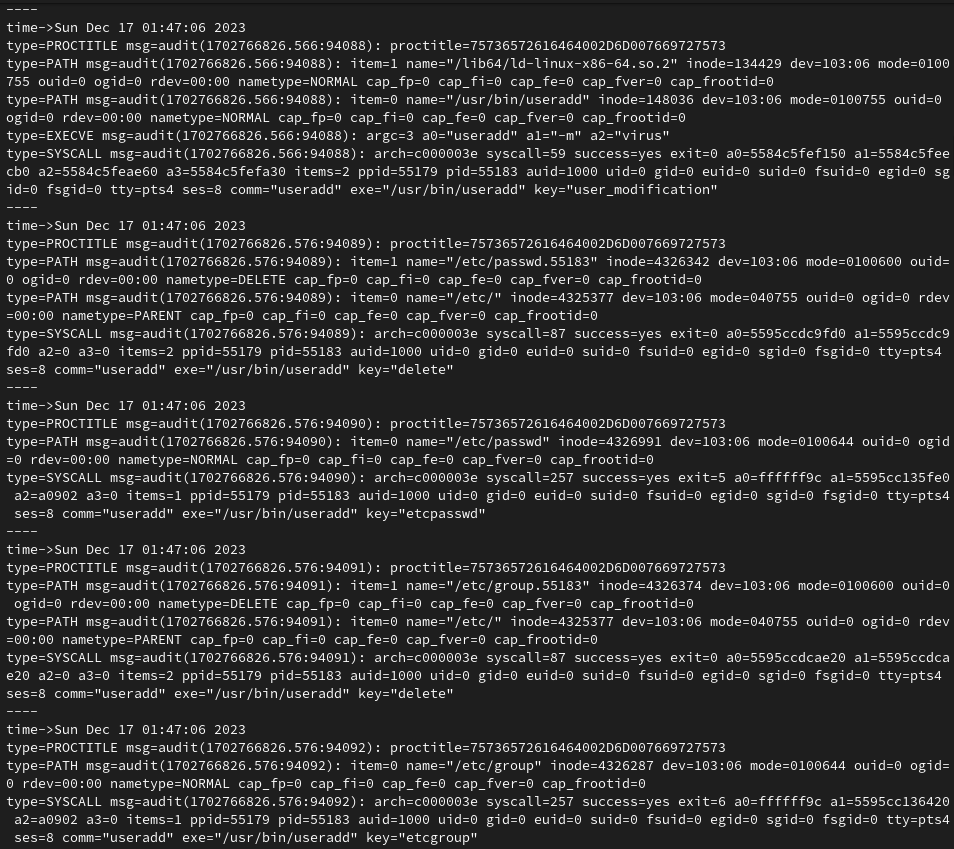 ----
time->Sun Dec 17 01:47:06 2023
type=PROCTITLE msg=audit(1702766826.566:94088): proctitle=75736572616464002D6D007669727573
type=PATH msg=audit(1702766826.566:94088): item=1 name="/lib64/ld-linux-x86-64.so.2" inode=134429 dev=103:06 mode=0100
755 ouid=0 ogid=0 rdev=00:00 nametype=NORMAL cap_fp=0 cap_fi=0 cap_fe=0 cap_fver=0 cap_frootid=0
type=PATH msg=audit(1702766826.566:94088): item=0 name="/usr/bin/useradd" inode=148036 dev=103:06 mode=0100755 ouid=0
ogid=0 rdev=00:00 nametype=NORMAL cap_fp=0 cap_fi=0 cap_fe=0 cap_fver=0 cap_frootid=0
type=EXECVE msg=audit(1702766826.566:94088): argc=3 a0="useradd" a1="-m" a2="virus"
type=SYSCALL msg=audit(1702766826.566:94088): arch=c000003e syscall=59 success=yes exit=0 a0=5584c5fef150 a1=5584c5fee
cb0 a2=5584c5feae60 a3=5584c5fefa30 items=2 ppid=55179 pid=55183 auid=1000 uid=0 gid=0 euid=0 suid=0 fsuid=0 egid=0 sg
id=0 fsgid=0 tty=pts4 ses=8 comm="useradd" exe="/usr/bin/useradd" key="user_modification"
----
time->Sun Dec 17 01:47:06 2023
type=PROCTITLE msg=audit(1702766826.576:94089): proctitle=75736572616464002D6D007669727573
type=PATH msg=audit(1702766826.576:94089): item=1 name="/etc/passwd.55183" inode=4326342 dev=103:06 mode=0100600 ouid=
0 ogid=0 rdev=00:00 nametype=DELETE cap_fp=0 cap_fi=0 cap_fe=0 cap_fver=0 cap_frootid=0
type=PATH msg=audit(1702766826.576:94089): item=0 name="/etc/" inode=4325377 dev=103:06 mode=040755 ouid=0 ogid=0 rdev
=00:00 nametype=PARENT cap_fp=0 cap_fi=0 cap_fe=0 cap_fver=0 cap_frootid=0
type=SYSCALL msg=audit(1702766826.576:94089): arch=c000003e syscall=87 success=yes exit=0 a0=5595ccdc9fd0 a1=5595ccdc9
fd0 a2=0 a3=0 items=2 ppid=55179 pid=55183 auid=1000 uid=0 gid=0 euid=0 suid=0 fsuid=0 egid=0 sgid=0 fsgid=0 tty=pts4
ses=8 comm="useradd" exe="/usr/bin/useradd" key="delete"
----
time->Sun Dec 17 01:47:06 2023
type=PROCTITLE msg=audit(1702766826.576:94090): proctitle=75736572616464002D6D007669727573
type=PATH msg=audit(1702766826.576:94090): item=0 name="/etc/passwd" inode=4326991 dev=103:06 mode=0100644 ouid=0 ogid
=0 rdev=00:00 nametype=NORMAL cap_fp=0 cap_fi=0 cap_fe=0 cap_fver=0 cap_frootid=0
type=SYSCALL msg=audit(1702766826.576:94090): arch=c000003e syscall=257 success=yes exit=5 a0=ffffff9c a1=5595cc135fe0
a2=a0902 a3=0 items=1 ppid=55179 pid=55183 auid=1000 uid=0 gid=0 euid=0 suid=0 fsuid=0 egid=0 sgid=0 fsgid=0 tty=pts4
ses=8 comm="useradd" exe="/usr/bin/useradd" key="etcpasswd"
----
time->Sun Dec 17 01:47:06 2023
type=PROCTITLE msg=audit(1702766826.576:94091): proctitle=75736572616464002D6D007669727573
type=PATH msg=audit(1702766826.576:94091): item=1 name="/etc/group.55183" inode=4326374 dev=103:06 mode=0100600 ouid=0
ogid=0 rdev=00:00 nametype=DELETE cap_fp=0 cap_fi=0 cap_fe=0 cap_fver=0 cap_frootid=0
type=PATH msg=audit(1702766826.576:94091): item=0 name="/etc/" inode=4325377 dev=103:06 mode=040755 ouid=0 ogid=0 rdev
=00:00 nametype=PARENT cap_fp=0 cap_fi=0 cap_fe=0 cap_fver=0 cap_frootid=0
type=SYSCALL msg=audit(1702766826.576:94091): arch=c000003e syscall=87 success=yes exit=0 a0=5595ccdcae20 a1=5595ccdca
e20 a2=0 a3=0 items=2 ppid=55179 pid=55183 auid=1000 uid=0 gid=0 euid=0 suid=0 fsuid=0 egid=0 sgid=0 fsgid=0 tty=pts4
ses=8 comm="useradd" exe="/usr/bin/useradd" key="delete"
----
time->Sun Dec 17 01:47:06 2023
type=PROCTITLE msg=audit(1702766826.576:94092): proctitle=75736572616464002D6D007669727573
type=PATH msg=audit(1702766826.576:94092): item=0 name="/etc/group" inode=4326287 dev=103:06 mode=0100644 ouid=0 ogid=
0 rdev=00:00 nametype=NORMAL cap_fp=0 cap_fi=0 cap_fe=0 cap_fver=0 cap_frootid=0
type=SYSCALL msg=audit(1702766826.576:94092): arch=c000003e syscall=257 success=yes exit=6 a0=ffffff9c a1=5595cc136420
a2=a0902 a3=0 items=1 ppid=55179 pid=55183 auid=1000 uid=0 gid=0 euid=0 suid=0 fsuid=0 egid=0 sgid=0 fsgid=0 tty=pts4
ses=8 comm="useradd" exe="/usr/bin/useradd" key="etcgroup"